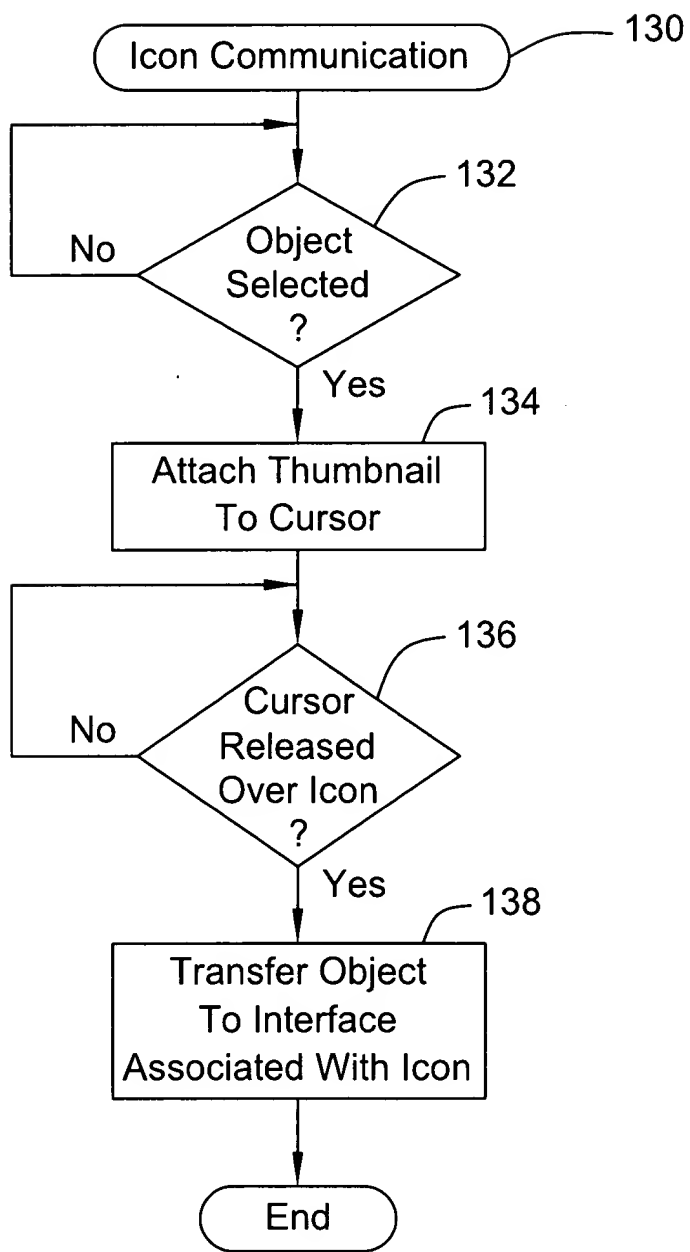 Icon Communication
130
132
Object
Selected
?
No
Yes
134
Attach Thumbnail
To Cursor
136
Cursor
Released
Over Icon
?
No
Yes
138
Transfer Object
To Interface
Associated With Icon
End